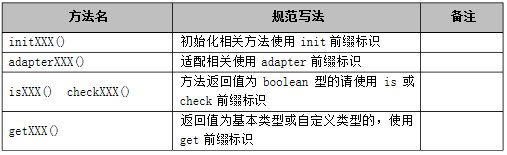 方法名 规范写法 备注
initXXX() 初始化相关方法使用 init 前缀标识
adapterXXX() 适配相关使用 adapter 前缀标识
isXXX() checkXXX() 方法返回值为 boolean 型的请使用 is 或
check 前缀标识
getXXX() 返回值为基本类型或自定义类型的，使用
get 前缀标识